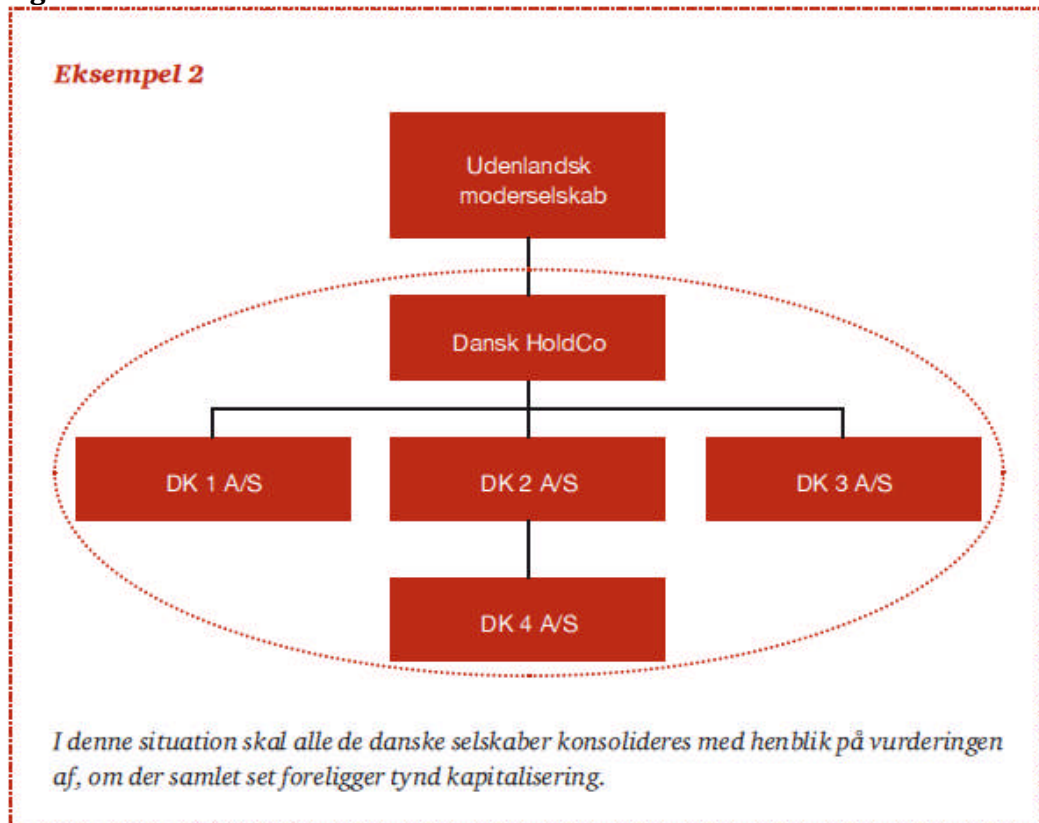 Eksempel 2
Udenlandsk
moderselskab
Dansk HoldCo
DK 1 A/S
DK 2 A/S
DK 3 A/S
DK 4 A/S
I denne situation skal alle de danske selskaber konsolideres med henblik på vurderingen
af, om der samlet set foreligger tynd kapitalisering.